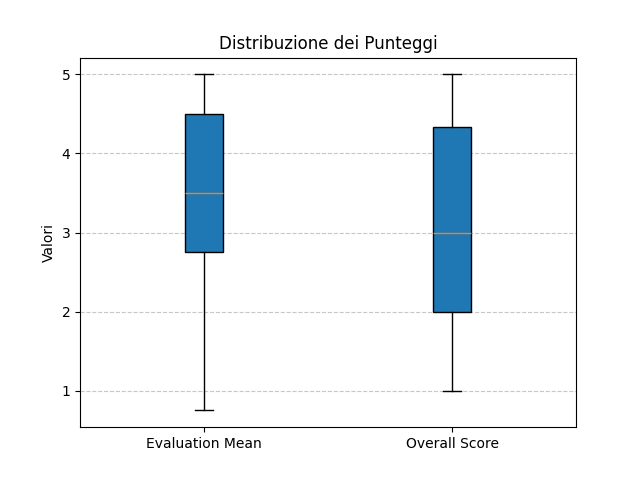 Distribuzione dei Punteggi
5
4
3
2
1
Valori
Evaluation Mean
Overall Score